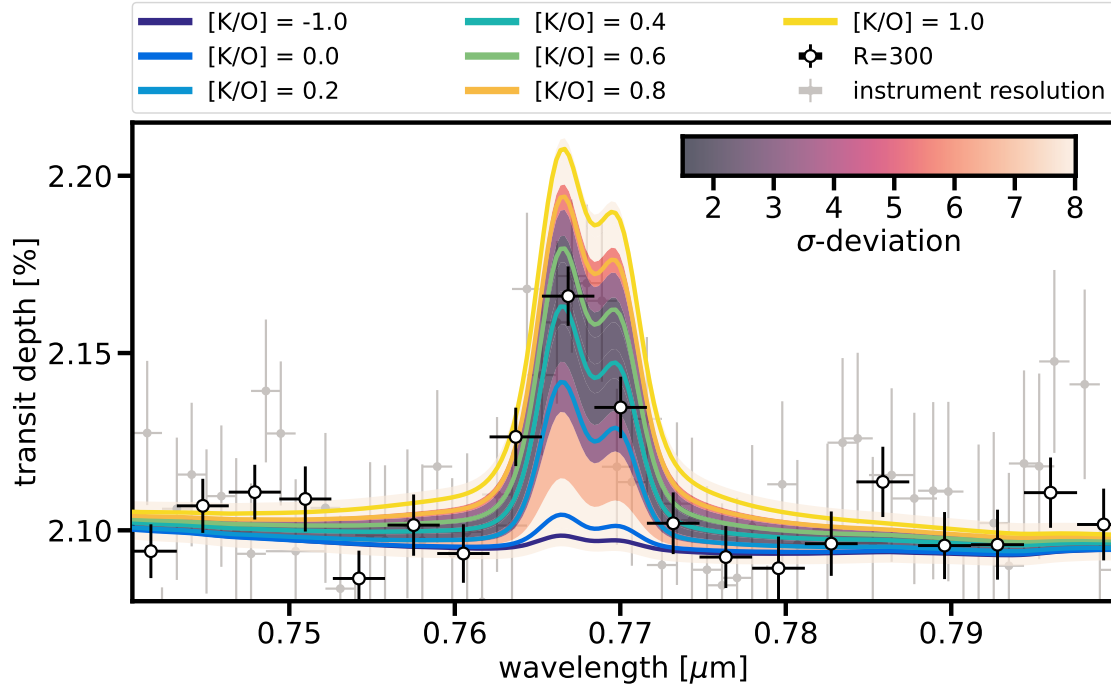 [K/O] = -1.0 [K/O] = 0.4 [K/O] = 1.0
[K/O] = 0.0 [K/O] = 0.6 R=300
[K/O] = 0.2 [K/O] = 0.8 instrument resolution
2.20
2.15
2.10
transit depth [%]
2 3 4 5 6 7 8
σ-deviation
0.75 0.76 0.77 0.78 0.79
wavelength [μm]